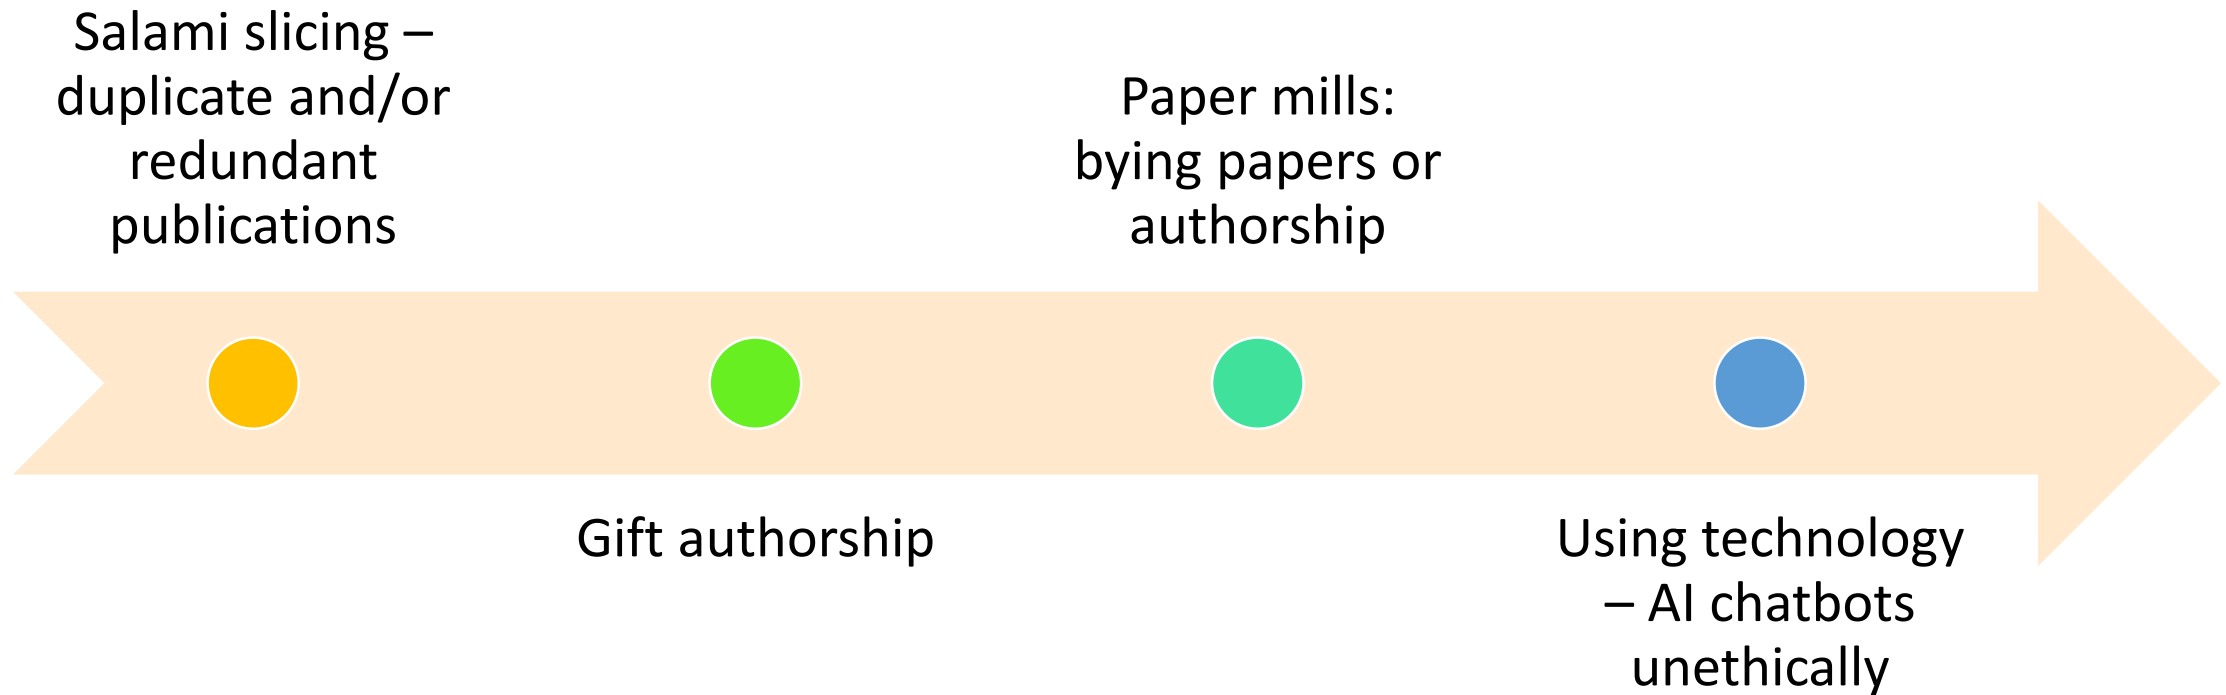 Salami slicing –
duplicate and/or
redundant
publications
Gift authorship
Paper mills:
bying papers or
authorship
Using technology
– AI chatbots
unethically